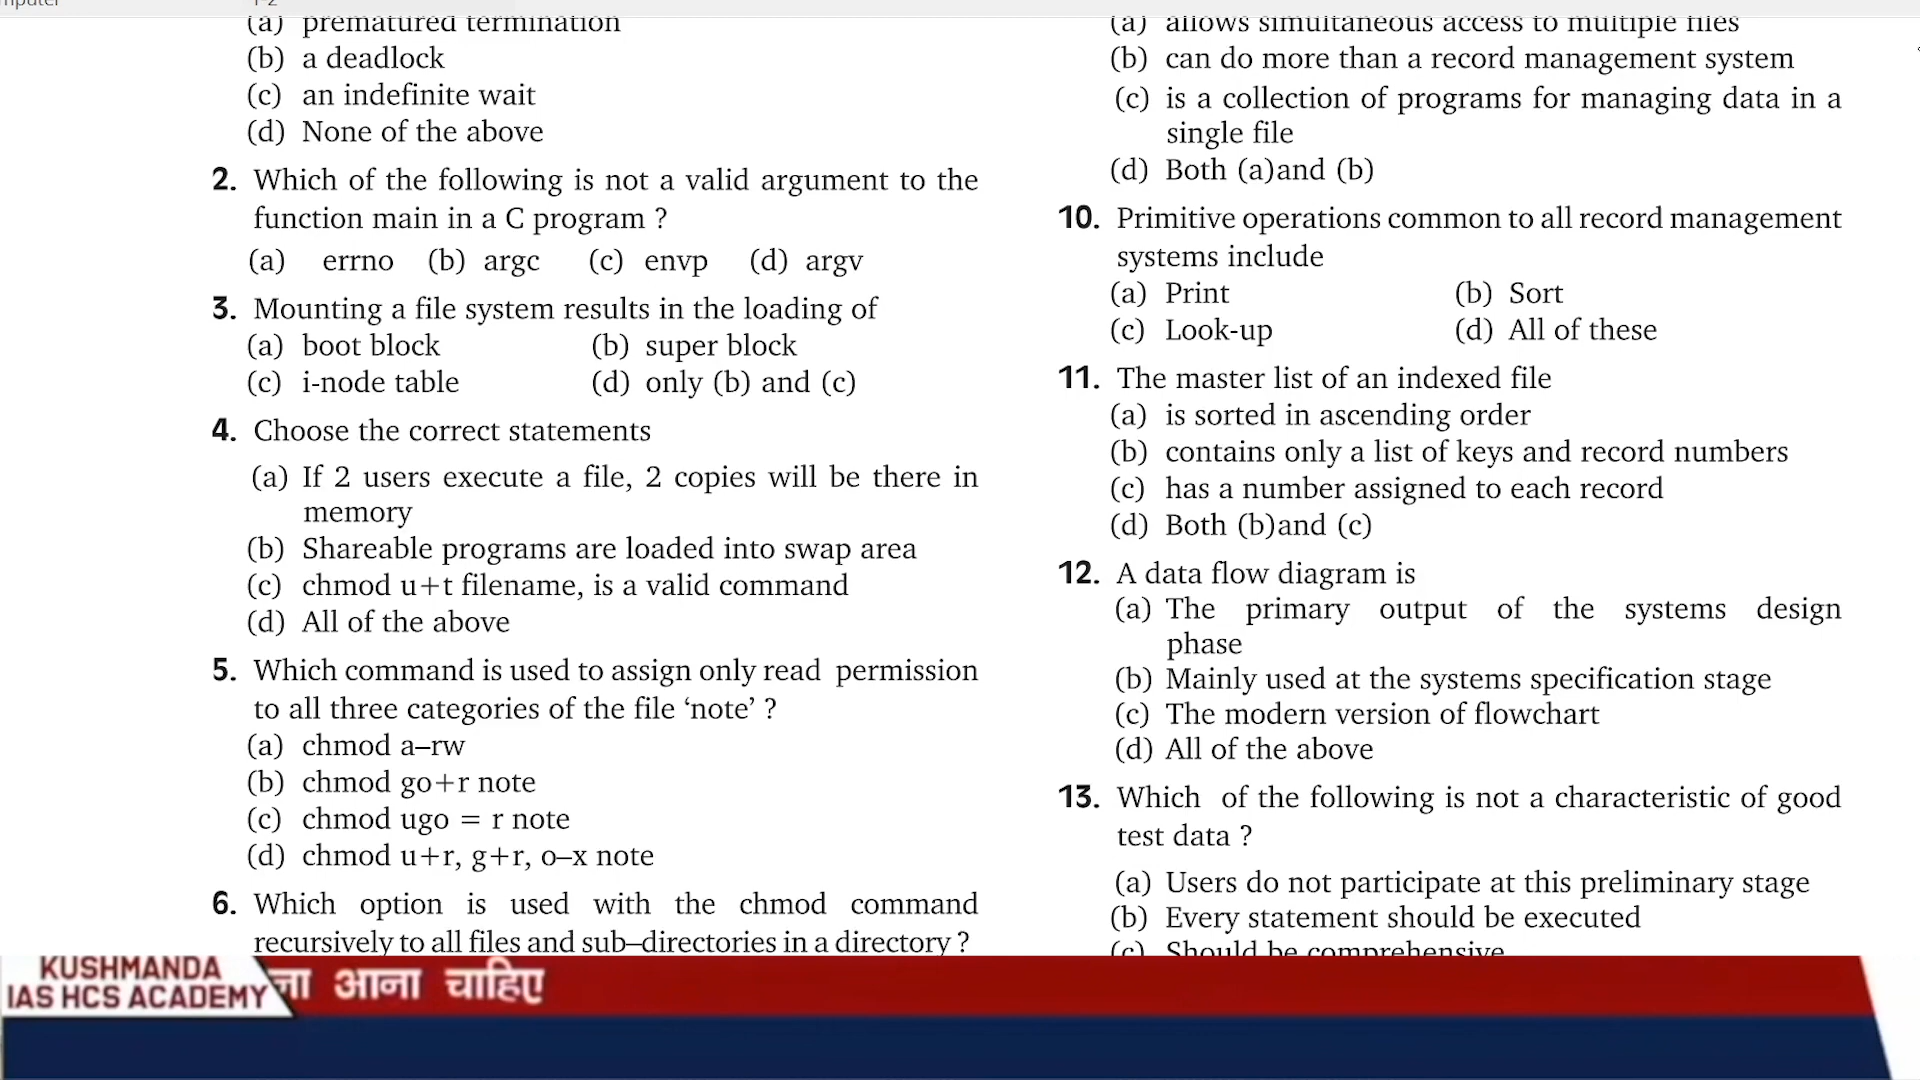 1-2
(a) prematured termination
(b) a deadlock
(c) an indefinite wait
(d) None of the above
2. Which of the following is not a valid argument to the
function main in a C program ?
(a) errno (b) argc (c) envp (d) argv
3. Mounting a file system results in the loading of
(a) boot block (b) super block
(c) i-node table (d) only (b) and (c)
4. Choose the correct statements
(a) If 2 users execute a file, 2 copies will be there in
memory
(b) Shareable programs are loaded into swap area
(c) chmod u+t filename, is a valid command
(d) All of the above
5. Which command is used to assign only read permission
to all three categories of the file ‘note’ ?
(a) chmod a–rw
(b) chmod go+r note
(c) chmod ugo = r note
(d) chmod u+r, g+r, o–x note
6. Which option is used with the chmod command
recursively to all files and sub–directories in a directory ?
(a) allows simultaneous access to multiple files
(b) can do more than a record management system
(c) is a collection of programs for managing data in a
single file
(d) Both (a)and (b)
10. Primitive operations common to all record management
systems include
(a) Print (b) Sort
(c) Look-up (d) All of these
11. The master list of an indexed file
(a) is sorted in ascending order
(b) contains only a list of keys and record numbers
(c) has a number assigned to each record
(d) Both (b)and (c)
12. A data flow diagram is
(a) The primary output of the systems design
phase
(b) Mainly used at the systems specification stage
(c) The modern version of flowchart
(d) All of the above
13. Which of the following is not a characteristic of good
test data ?
(a) Users do not participate at this preliminary stage
(b) Every statement should be executed
(c) Should be comprehensive
KUSHMANDA
IAS HCS ACADEMY
आना चाहिए